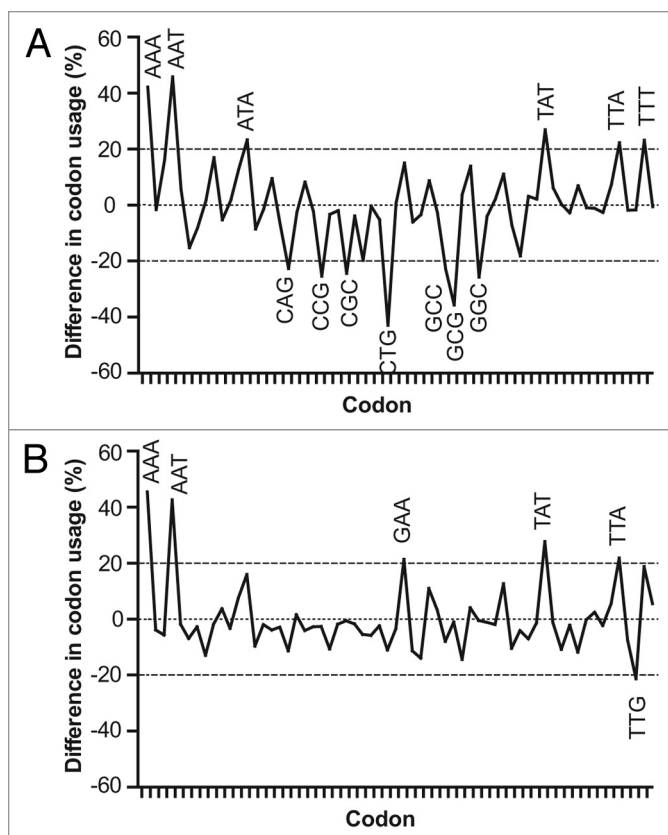 A
Difference in codon usage (%)
60
40
20
0
-20
-40
-60
AAA
AAT
ATA
CAG
CCG
CGC
CTG
GCC
GCG
GGC
TAT
TTA
TTT
Codon
B
Difference in codon usage (%)
60
40
20
0
-20
-40
-60
AAA
AAT
GAA
TAT
TTA
TTG
Codon